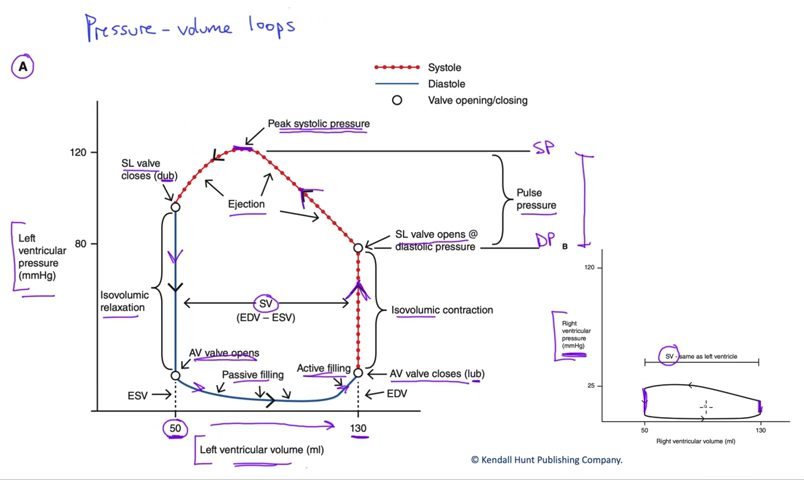 Pressure-volume loops
A
Systole
Diastole
Valve opening/closing
Peak systolic pressure
120
SP
SL valve
closes (dub)
Ejection
Pulse
pressure
SL valve opens @
diastolic pressure
DP
B
80
Left
ventricular
pressure
(mmHg)
Isovolumic
relaxation
SV
(EDV – ESV)
Isovolumic contraction
AV valve opens
Passive filling
Active filling
AV valve closes (lub)
ESV
EDV
50
130
Left ventricular volume (ml)
120
Right
ventricular
pressure
(mmHg)
SV - same as left ventricle
25
50
130
Right ventricular volume (ml)
© Kendall Hunt Publishing Company.